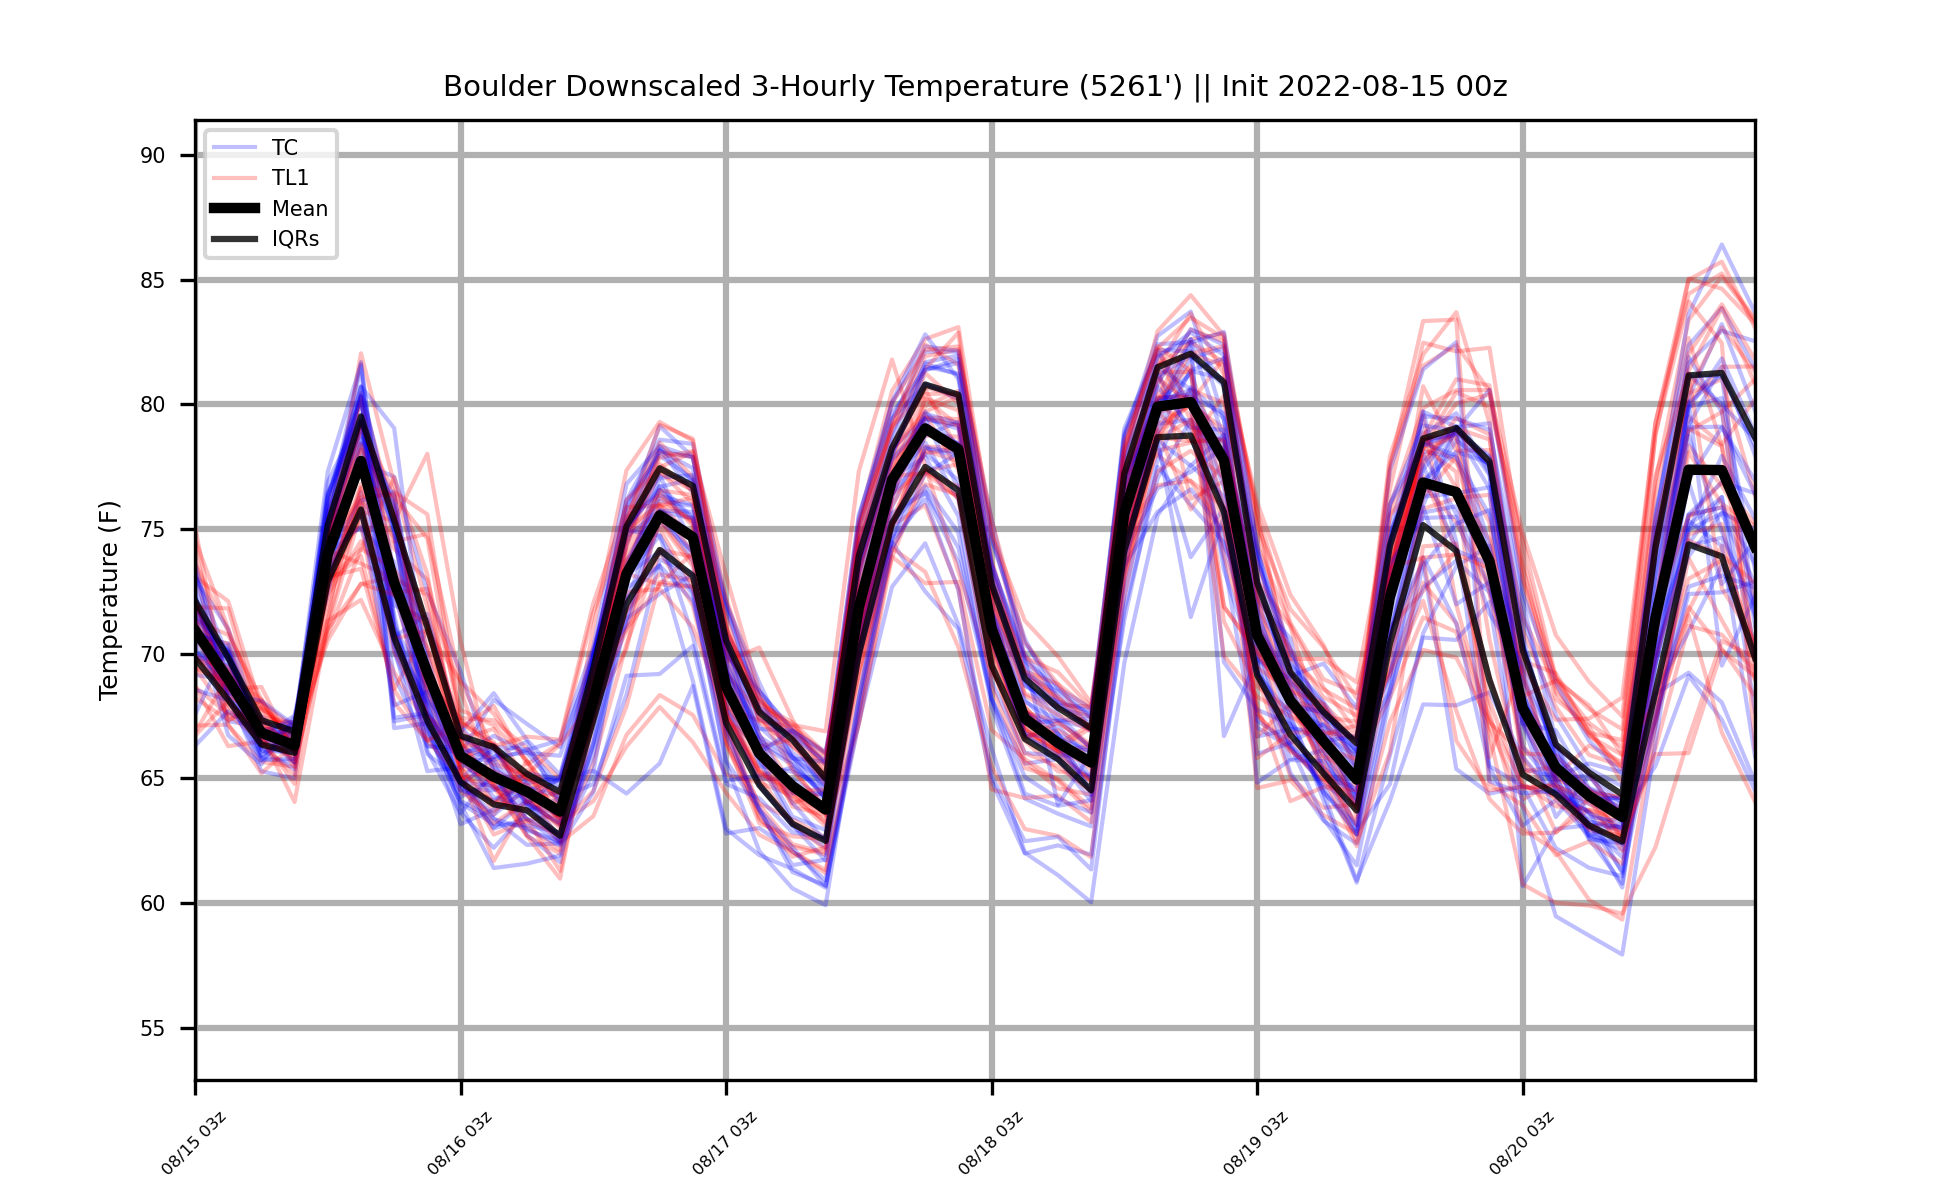 Boulder Downscaled 3-Hourly Temperature (5261') || Init 2022-08-15 00z
TC
TL1
Mean
IQRs
Temperature (F)
90
85
80
75
70
65
60
55
08/15 03z
08/16 03z
08/17 03z
08/18 03z
08/19 03z
08/20 03z